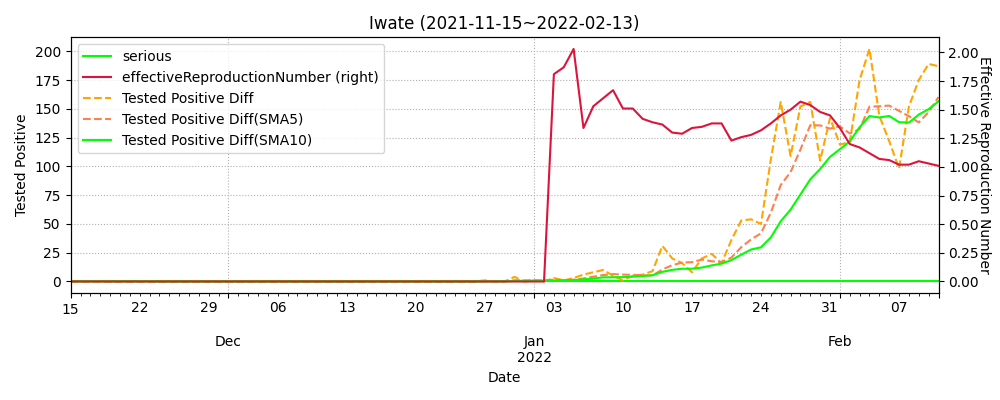 Iwate (2021-11-15~2022-02-13)
serious
effectiveReproductionNumber (right)
Tested Positive Diff
Tested Positive Diff(SMA5)
Tested Positive Diff(SMA10)
Tested Positive
200
175
150
125
100
75
50
25
0
2.00
1.75
1.50
1.25
1.00
0.75
0.50
0.25
0.00
Effective Reproduction Number
15 22 29 06 13 20 27 03 10 17 24 31 07
Dec Jan Feb
2022
Date